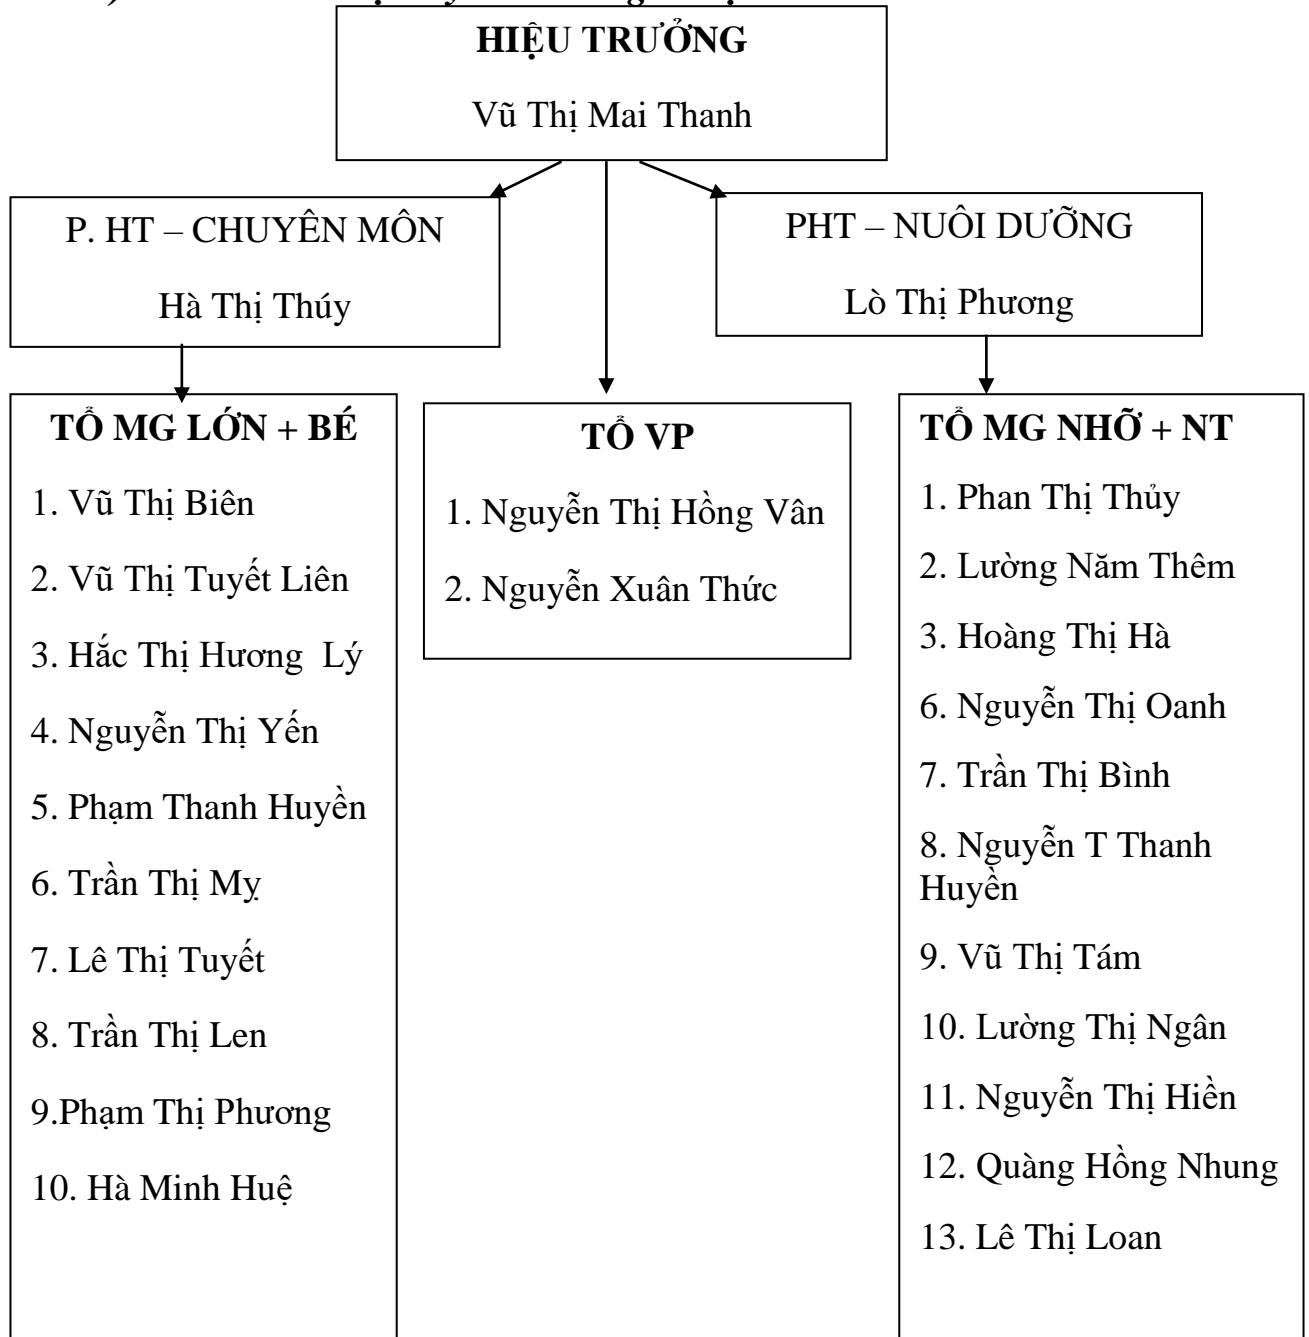 HIỆU TRƯỞNG
Vũ Thị Mai Thanh
P. HT – CHUYÊN MÔN
Hà Thị Thúy
PHT – NUÔI DƯỠNG
Lò Thị Phương
TỔ MG LỚN + BÉ
1. Vũ Thị Biên
2. Vũ Thị Tuyết Liên
3. Hắc Thị Hương  Lý
4. Nguyễn Thị Yến
5. Phạm Thanh Huyền
6. Trần Thị Mỵ
7. Lê Thị Tuyết
8. Trần Thị Len
9.Phạm Thị Phương
10. Hà Minh Huệ
TỔ VP
1. Nguyễn Thị Hồng Vân
2. Nguyễn Xuân Thức
TỔ MG NHỠ + NT
1. Phan Thị Thủy
2. Lường Năm Thêm
3. Hoàng Thị Hà
6. Nguyễn Thị Oanh
7. Trần Thị Bình
8. Nguyễn T Thanh
Huyền
9. Vũ Thị Tám
10. Lường Thị Ngân
11. Nguyễn Thị Hiền
12. Quàng Hồng Nhung
13. Lê Thị Loan